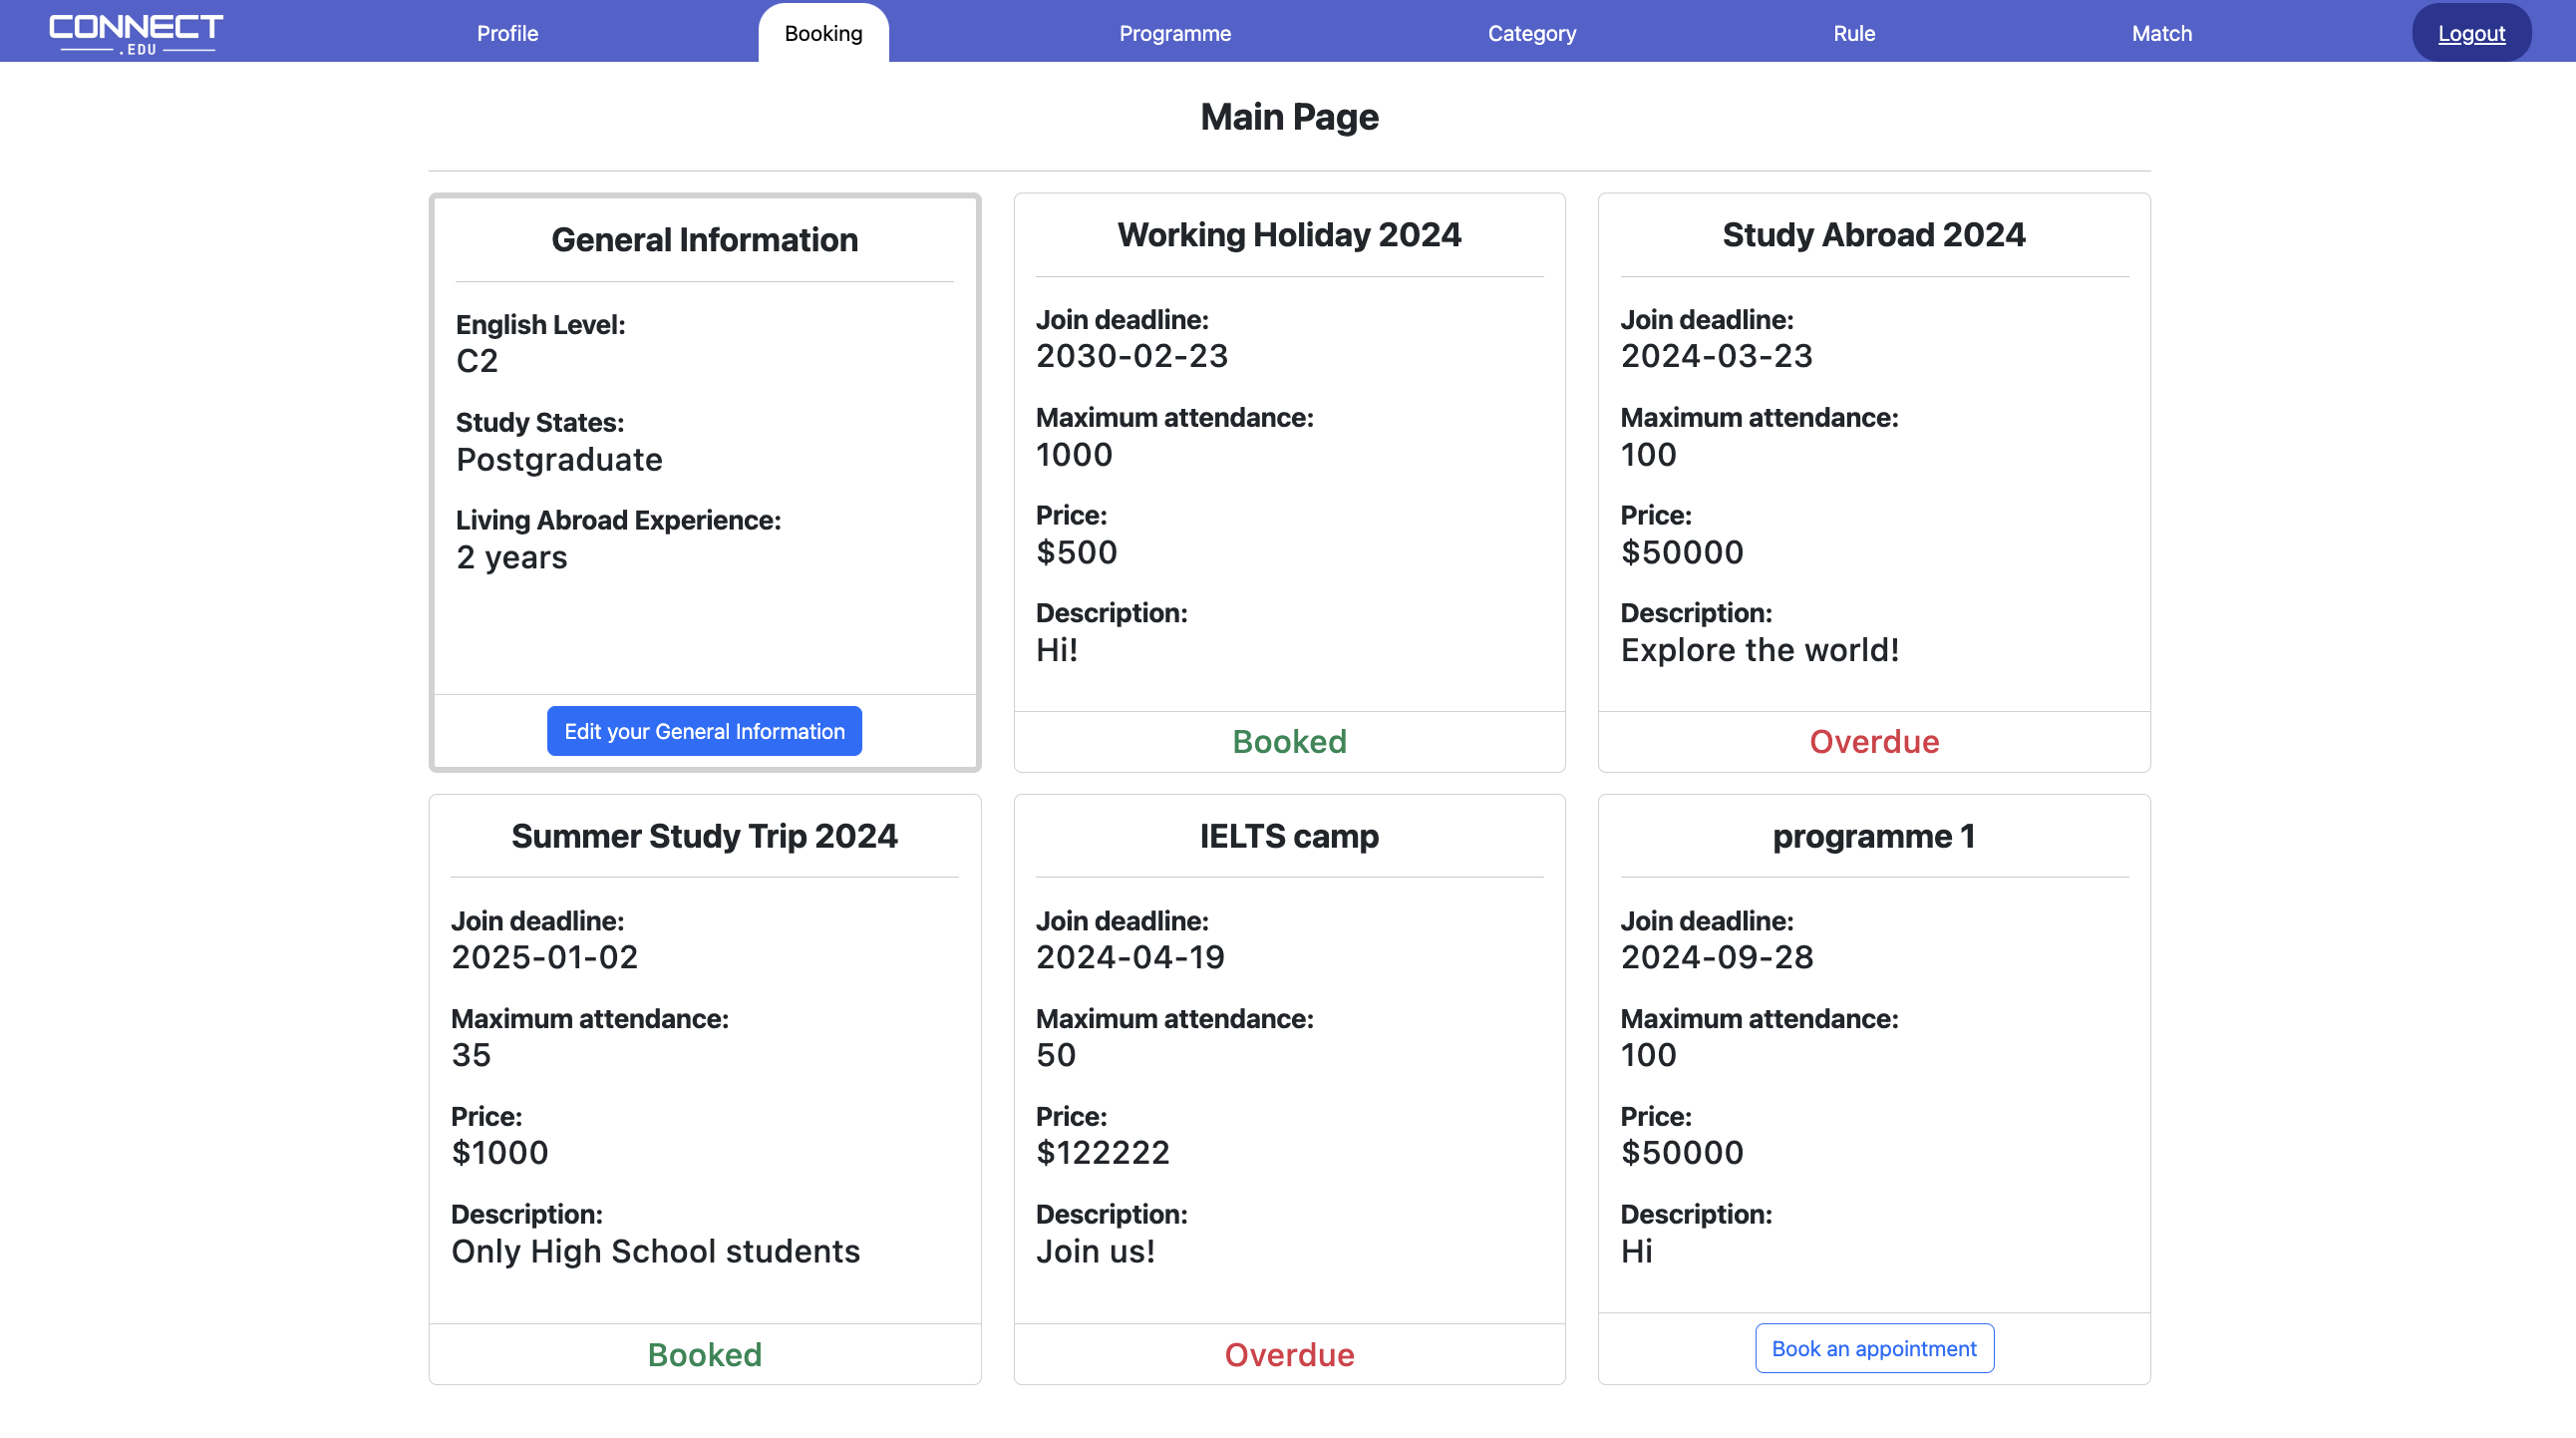 CONNECT
.EDU
Profile
Booking
Programme
Category
Rule
Match
Logout
Main Page
General Information
English Level:
C2
Study States:
Postgraduate
Living Abroad Experience:
2 years
Edit your General Information
Working Holiday 2024
Join deadline:
2030-02-23
Maximum attendance:
1000
Price:
$500
Description:
Hi!
Booked
Study Abroad 2024
Join deadline:
2024-03-23
Maximum attendance:
100
Price:
$50000
Description:
Explore the world!
Overdue
Summer Study Trip 2024
Join deadline:
2025-01-02
Maximum attendance:
35
Price:
$1000
Description:
Only High School students
Booked
IELTS camp
Join deadline:
2024-04-19
Maximum attendance:
50
Price:
$122222
Description:
Join us!
Overdue
programme 1
Join deadline:
2024-09-28
Maximum attendance:
100
Price:
$50000
Description:
Hi
Book an appointment